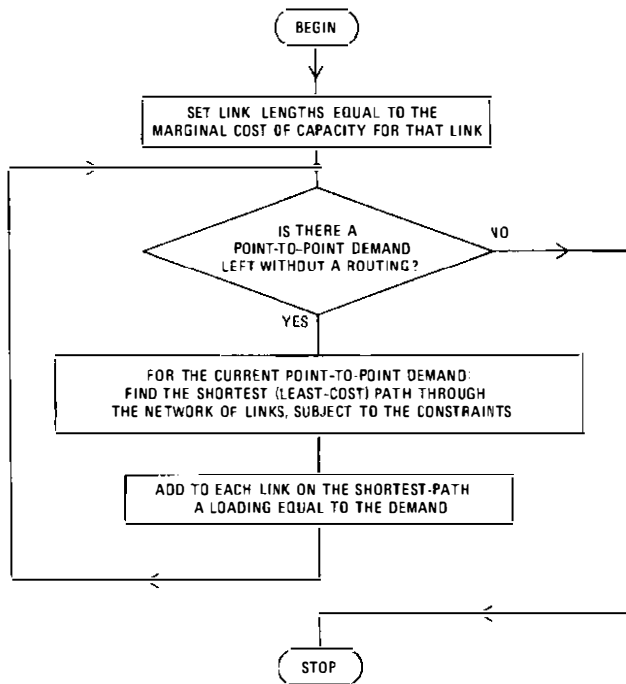 BEGIN
SET LINK LENGTHS EQUAL TO THE
MARGINAL COST OF CAPACITY FOR THAT LINK
IS THERE A
POINT-TO-POINT DEMAND
LEFT WITHOUT A ROUTING?
NO
YES
FOR THE CURRENT POINT-TO-POINT DEMAND:
FIND THE SHORTEST (LEAST-COST) PATH THROUGH
THE NETWORK OF LINKS, SUBJECT TO THE CONSTRAINTS
ADD TO EACH LINK ON THE SHORTEST-PATH
A LOADING EQUAL TO THE DEMAND
STOP